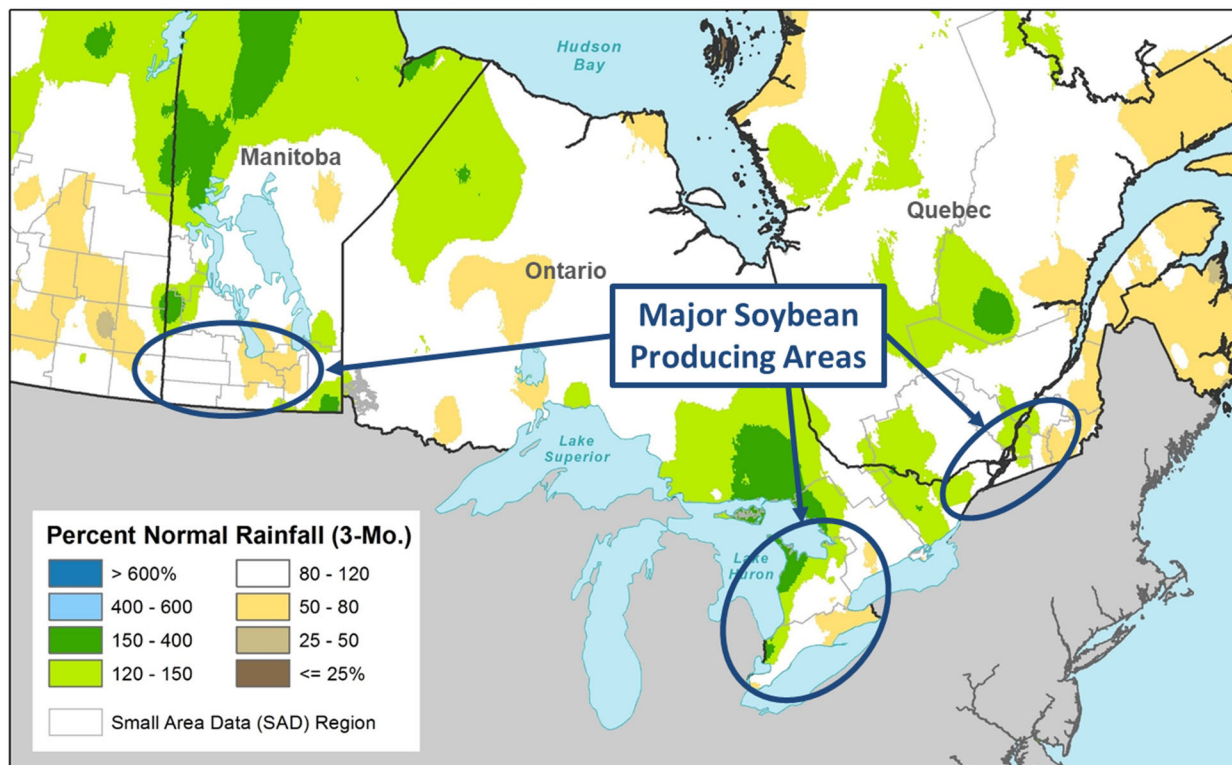 Hudson
Bay
Manitoba
Quebec
Ontario
Major Soybean
Producing Areas
Lake
Superior
Lake
Huron
Percent Normal Rainfall (3-Mo.)
> 600%
400 - 600
150 - 400
120 - 150
80 - 120
50 - 80
25 - 50
<= 25%
Small Area Data (SAD) Region